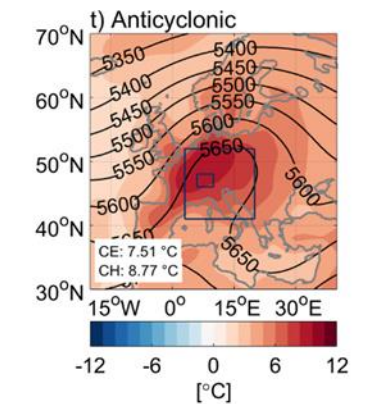 t) Anticyclonic
70°N
5350
5400
5400
5450
5450
5500
5500
5550
5550
5600
5650
60°N
50°N
5600
5600
40°N
5650
5650
CE: 7.51 °C
CH: 8.77 °C
30°N
15°W 0° 15°E 30°E
-12 -6 0 6 12
[°C]